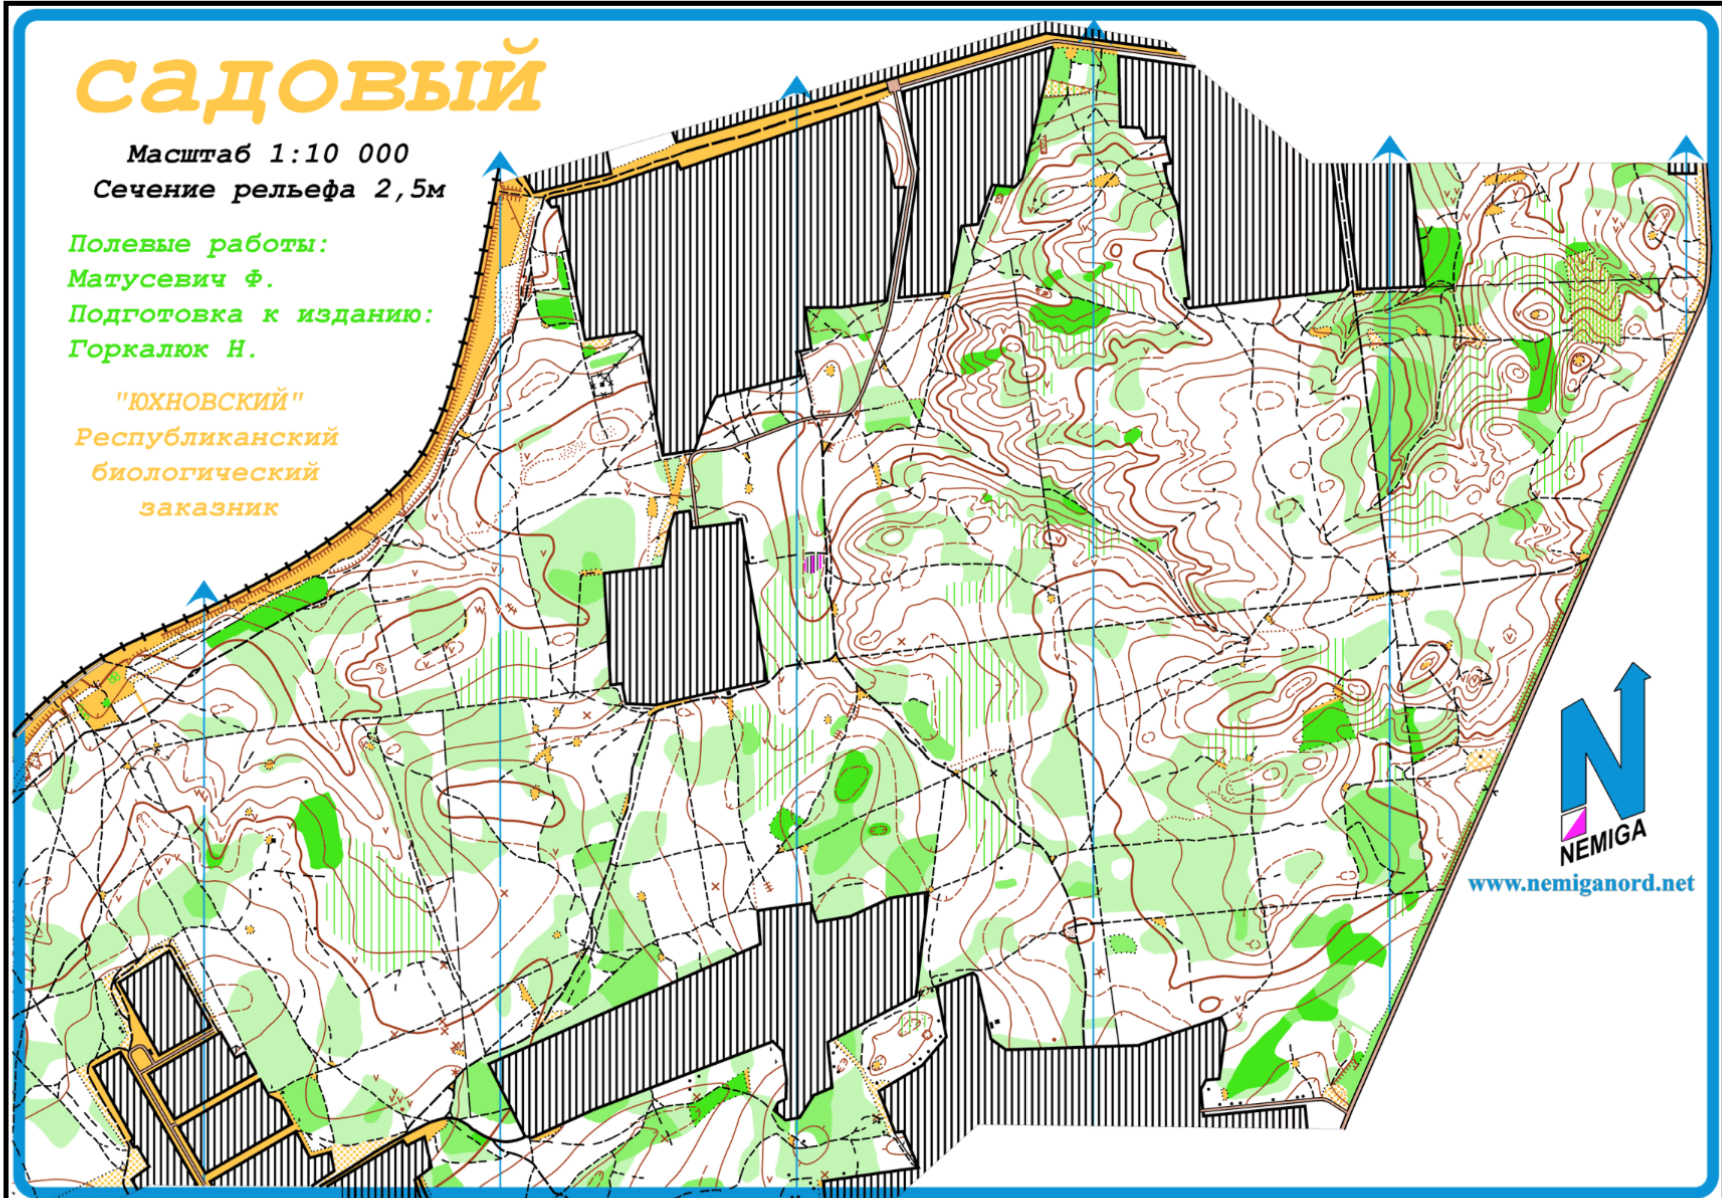 садовый
Масштаб 1:10 000
Сечение рельефа 2,5м
Полевые работы:
Матусевич Ф.
Подготовка к изданию:
Горкалюк Н.
"ЮХНОВСКИЙ"
Республиканский
биологический
заказник
N
NEMIGA
www.nemiganord.net